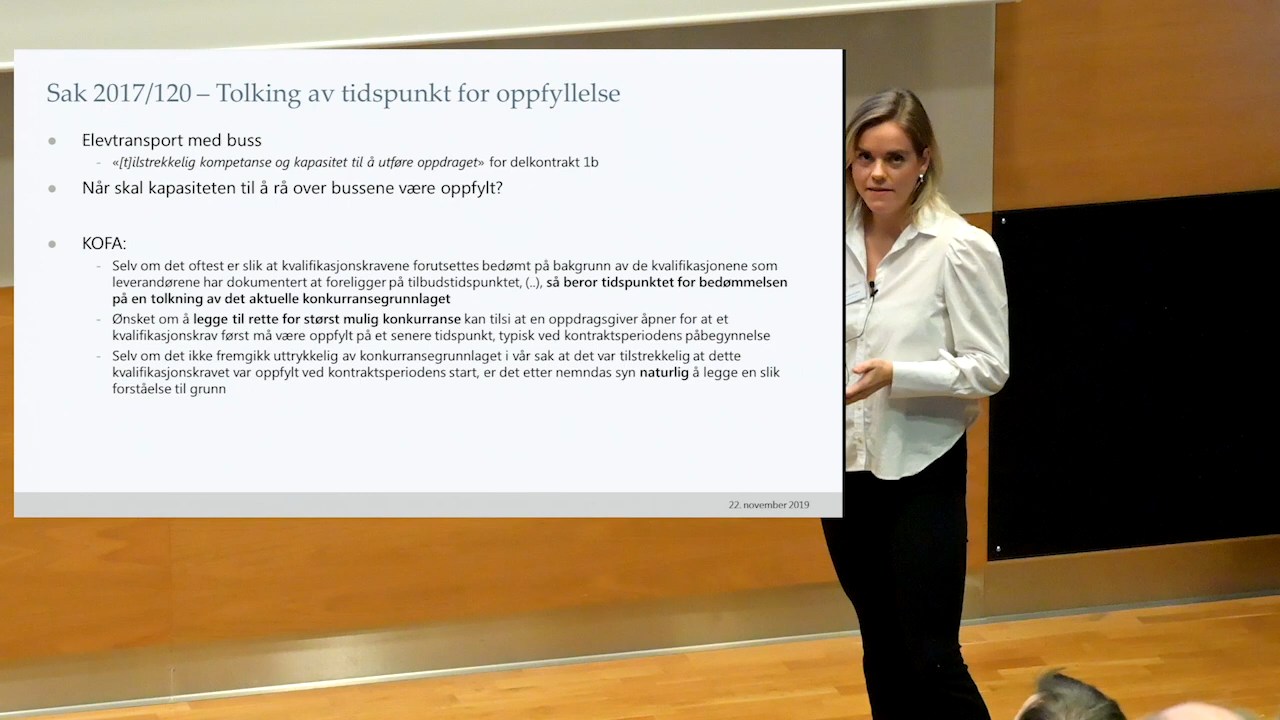 Sak 2017/120 – Tolking av tidspunkt for oppfyllelse
Elevtransport med buss
- «[t]ilstrekkelig kompetanse og kapasitet til å utføre oppdraget» for delkontrakt 1b
Når skal kapasiteten til å rå over bussene være oppfylt?
KOFA:
- Selv om det oftest er slik at kvalifikasjonskravene forutsettes bedømt på bakgrunn av de kvalifikasjonene som
leverandørene har dokumentert at foreligger på tilbudstidspunktet, (..), så beror tidspunktet for bedømmelsen
på en tolkning av det aktuelle konkurransegrunnlaget
- Ønsket om å legge til rette for størst mulig konkurranse kan tilsi at en oppdragsgiver åpner for at et
kvalifikasjonskrav først må være oppfylt på et senere tidspunkt, typisk ved kontraktsperiodens påbegynnelse
- Selv om det ikke fremgikk uttrykkelig av konkurransegrunnlaget i vår sak at det var tilstrekkelig at dette
kvalifikasjonskravet var oppfylt ved kontraktsperiodens start, er det etter nemndas syn naturlig å legge en slik
forståelse til grunn
22. november 2019